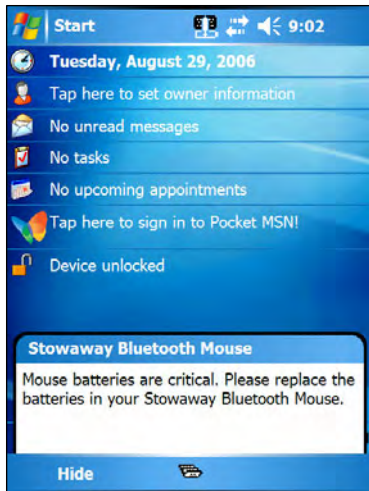 Start 9:02
Tuesday, August 29, 2006
Tap here to set owner information
No unread messages
No tasks
No upcoming appointments
Tap here to sign in to Pocket MSN!
Device unlocked
Stowaway Bluetooth Mouse
Mouse batteries are critical. Please replace the
batteries in your Stowaway Bluetooth Mouse.
Hide